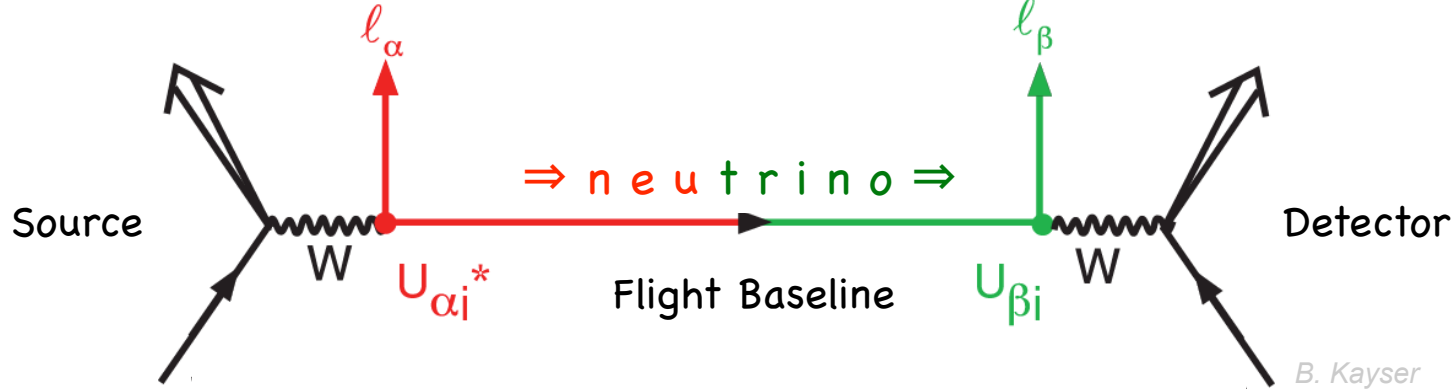 ℓα
ℓβ
⇒ neutrino ⇒
Source
Detector
W
W
Uαi*
Flight Baseline
Uβi
B. Kayser